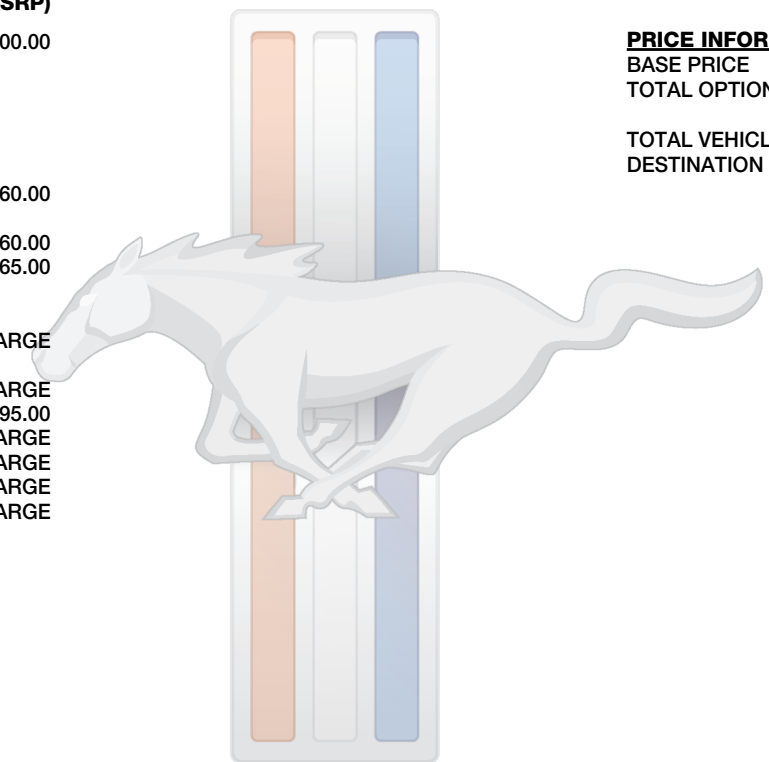 SRP)
00.00
60.00
60.00
65.00
ARGE
ARGE
95.00
ARGE
ARGE
ARGE
ARGE
PRICE INFOR
BASE PRICE
TOTAL OPTION
TOTAL VEHICL
DESTINATION